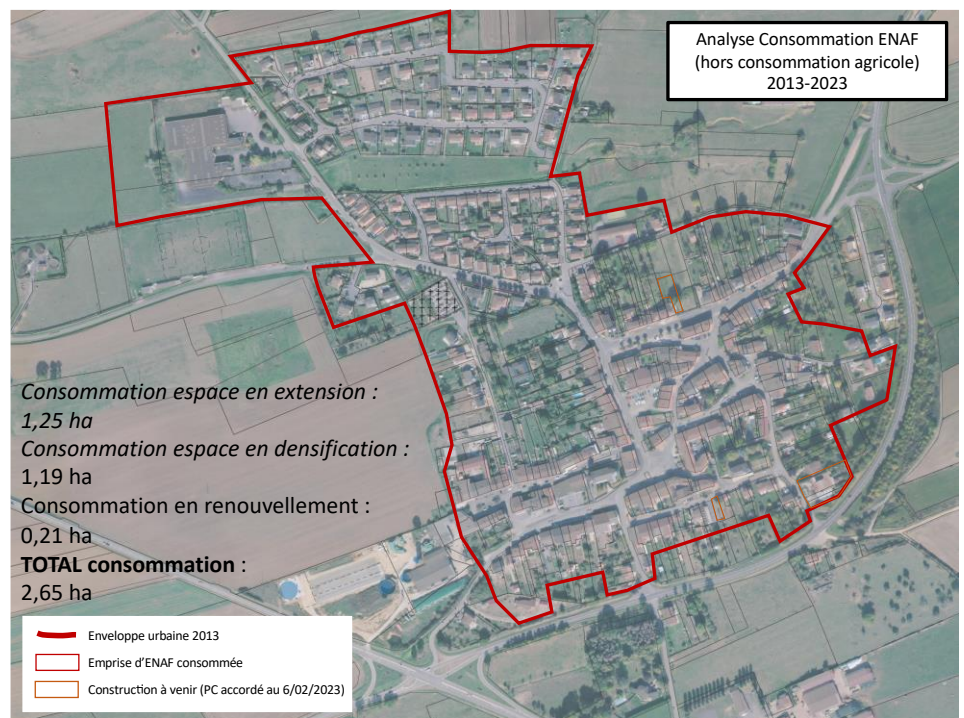 Analyse Consommation ENAF
(hors consommation agricole)
2013-2023
Consommation espace en extension :
1,25 ha
Consommation espace en densification :
1,19 ha
Consommation en renouvellement :
0,21 ha
TOTAL consommation :
2,65 ha
Enveloppe urbaine 2013
Emprise d’ENAF consommée
Construction à venir (PC accordé au 6/02/2023)